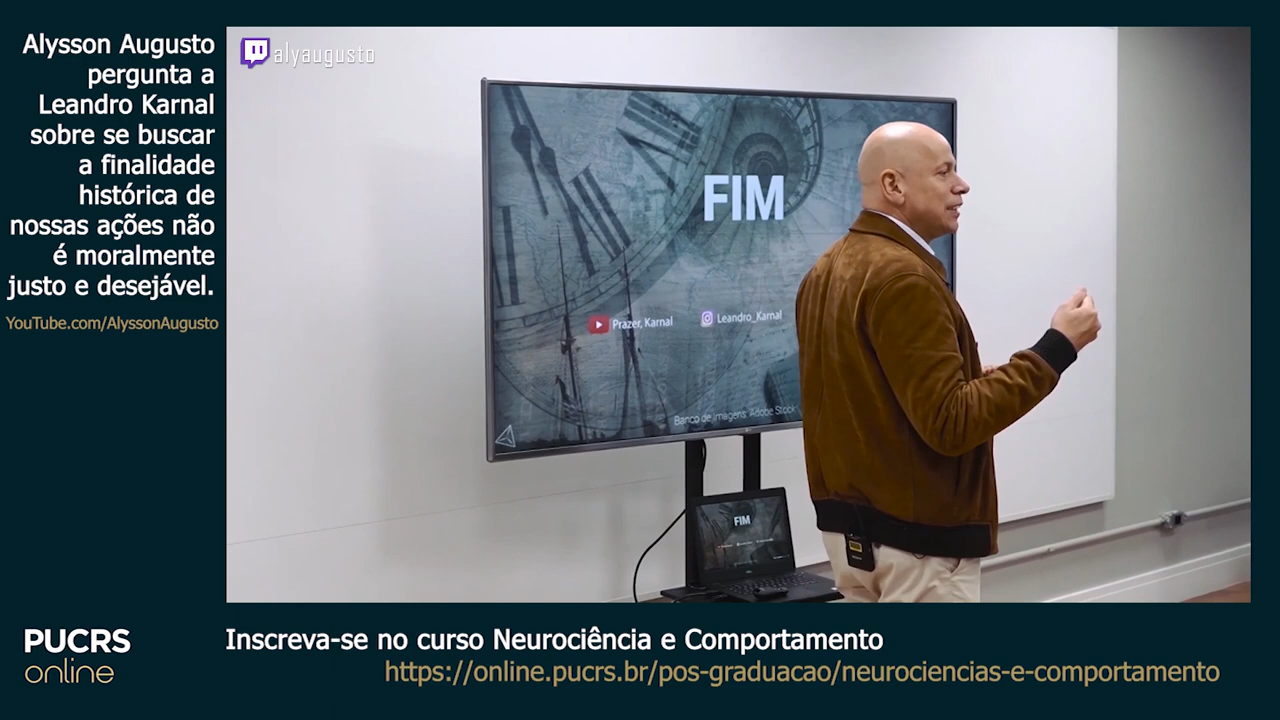 Alysson Augusto
pergunta a
Leandro Karnal
sobre se buscar
a finalidade
histórica de
nossas ações não
é moralmente
justo e desejável.
YouTube.com/AlyssonAugusto
alyaugusto
FIM
Prazer, Karnal
Leandro_Karnal
Banco de Imagens: Adobe Stock
FIM
PUCRS
online
Inscreva-se no curso Neurociência e Comportamento
https://online.pucrs.br/pos-graduacao/neurociencias-e-comportamento